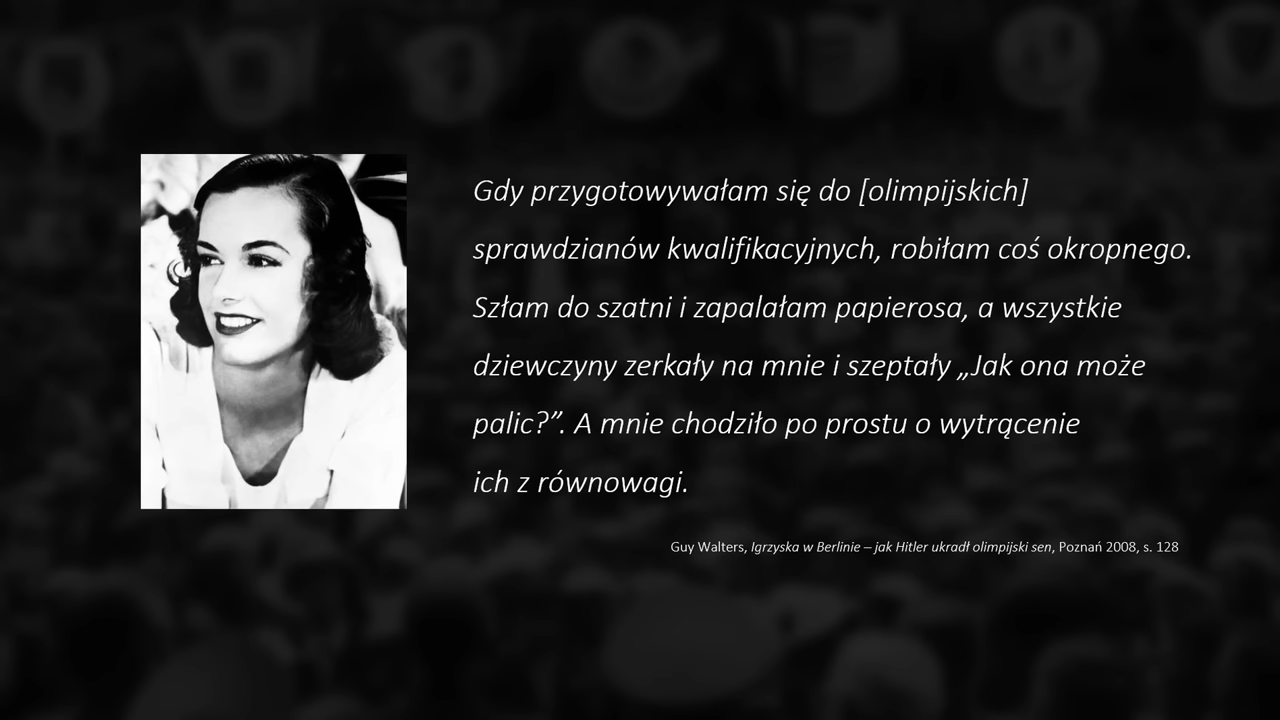 Gdy przygotowywałam się do [olimpijskich]
sprawdzianów kwalifikacyjnych, robiłam coś okropnego.
Szłam do szatni i zapalałam papierosa, a wszystkie
dziewczyny zerkały na mnie i szeptały „Jak ona może
palic?”. A mnie chodziło po prostu o wytrącenie
ich z równowagi.
Guy Walters, Igrzyska w Berlinie – jak Hitler ukradł olimpijski sen, Poznań 2008, s. 128